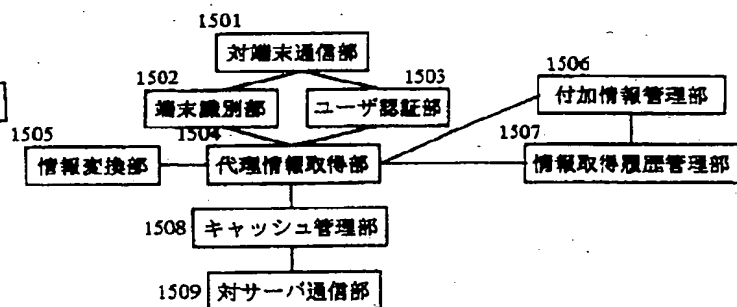 1501
対端末通信部
1502
端末識別部
1503
ユーザ認証部
1504
代理情報取得部
1505
情報変換部
1506
付加情報管理部
1507
情報取得履歴管理部
1508 キャッシュ管理部
1509 対サーバ通信部